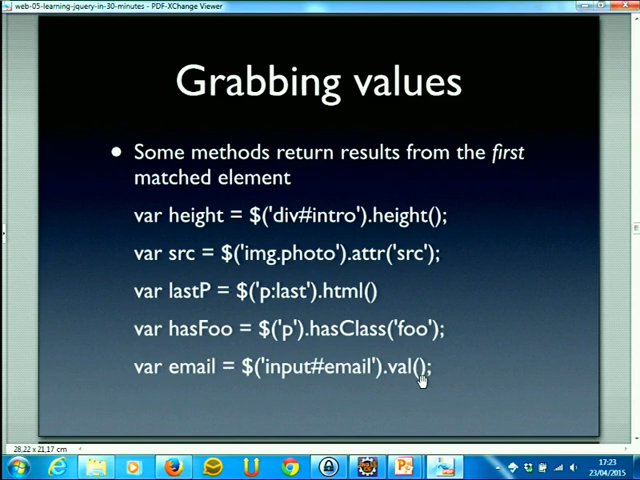 web-05-learning-jquery-in-30-minutes - PDF-XChange Viewer
Grabbing values
Some methods return results from the first
matched element
var height = $('div#intro').height();
var src = $('img.photo').attr('src');
var lastP = $('p:last').html()
var hasFoo = $('p').hasClass('foo');
var email = $('input#email').val();
28,22 x 21,17 cm
17:23
23/04/2015